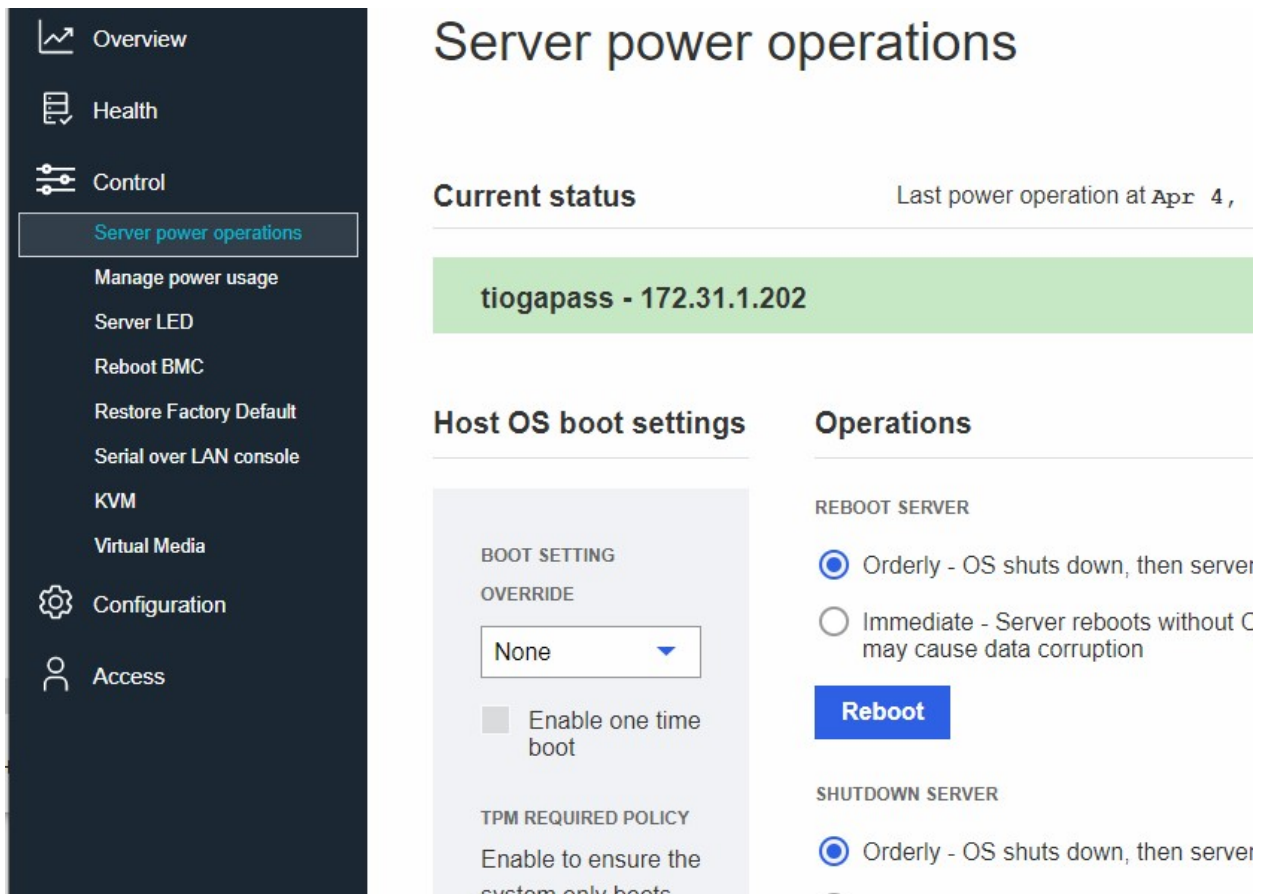 Overview
Health
Control
Server power operations
Manage power usage
Server LED
Reboot BMC
Restore Factory Default
Serial over LAN console
KVM
Virtual Media
Configuration
Access
Server power operations
Current status
Last power operation at Apr 4,
tiogapass - 172.31.1.202
Host OS boot settings
BOOT SETTING
OVERRIDE
None
Enable one time
boot
TPM REQUIRED POLICY
Enable to ensure the
system only boots
Operations
REBOOT SERVER
Orderly - OS shuts down, then server
Immediate - Server reboots without
may cause data corruption
Reboot
SHUTDOWN SERVER
Orderly - OS shuts down, then server